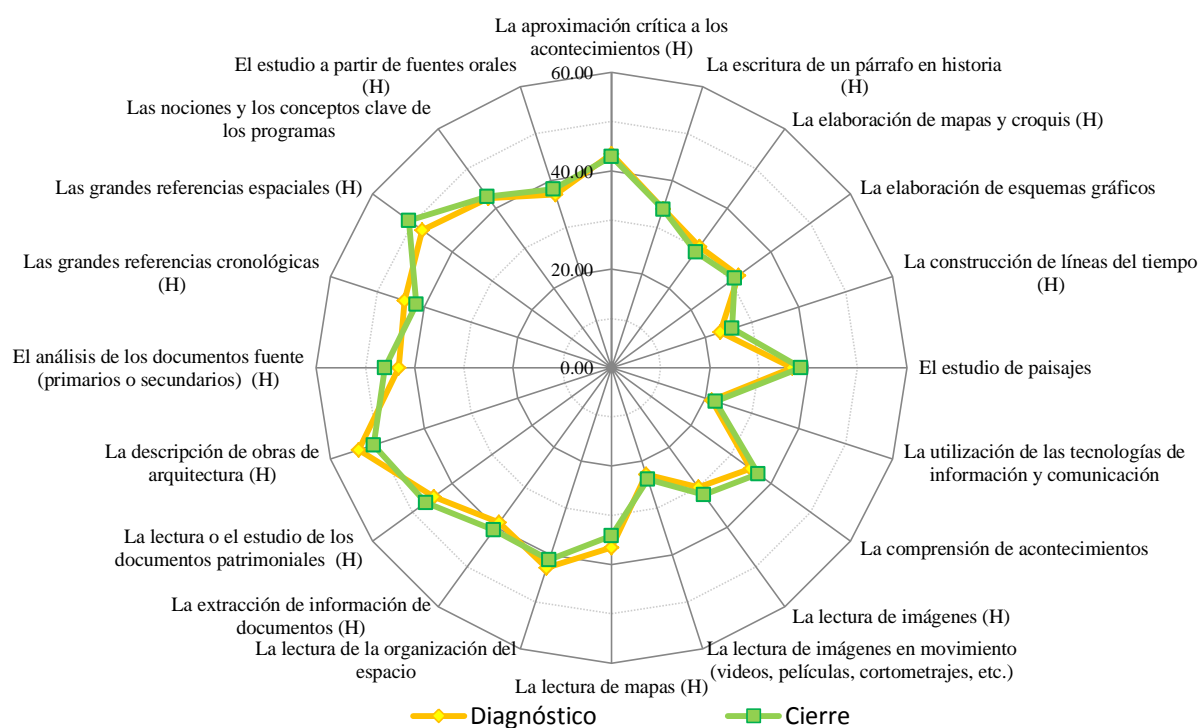 La aproximación crítica a los
acontecimientos (H)
La escritura de un párrafo en historia
(H)
La elaboración de mapas y croquis (H)
La elaboración de esquemas gráficos
La construcción de líneas del tiempo
(H)
El estudio de paisajes
La utilización de las tecnologías de
información y comunicación
La comprensión de acontecimientos
La lectura de imágenes (H)
La lectura de imágenes en movimiento
(videos, películas, cortometrajes, etc.)
La lectura de mapas (H)
La lectura de la organización del
espacio
La extracción de información de
documentos (H)
La lectura o el estudio de los
documentos patrimoniales (H)
La descripción de obras de
arquitectura (H)
El análisis de los documentos fuente
(primarios o secundarios) (H)
Las grandes referencias cronológicas
(H)
Las grandes referencias espaciales (H)
Las nociones y los conceptos clave de
los programas
El estudio a partir de fuentes orales
(H)
60.00
40.00
20.00
0.00
Diagnóstico
Cierre